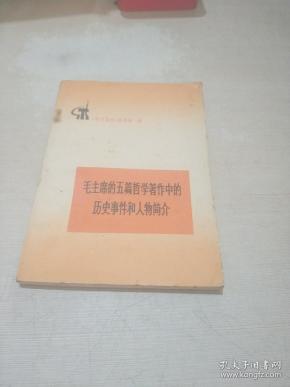 毛主席的五篇哲学著作中的
历史事件和人物简介
孔夫子旧书网